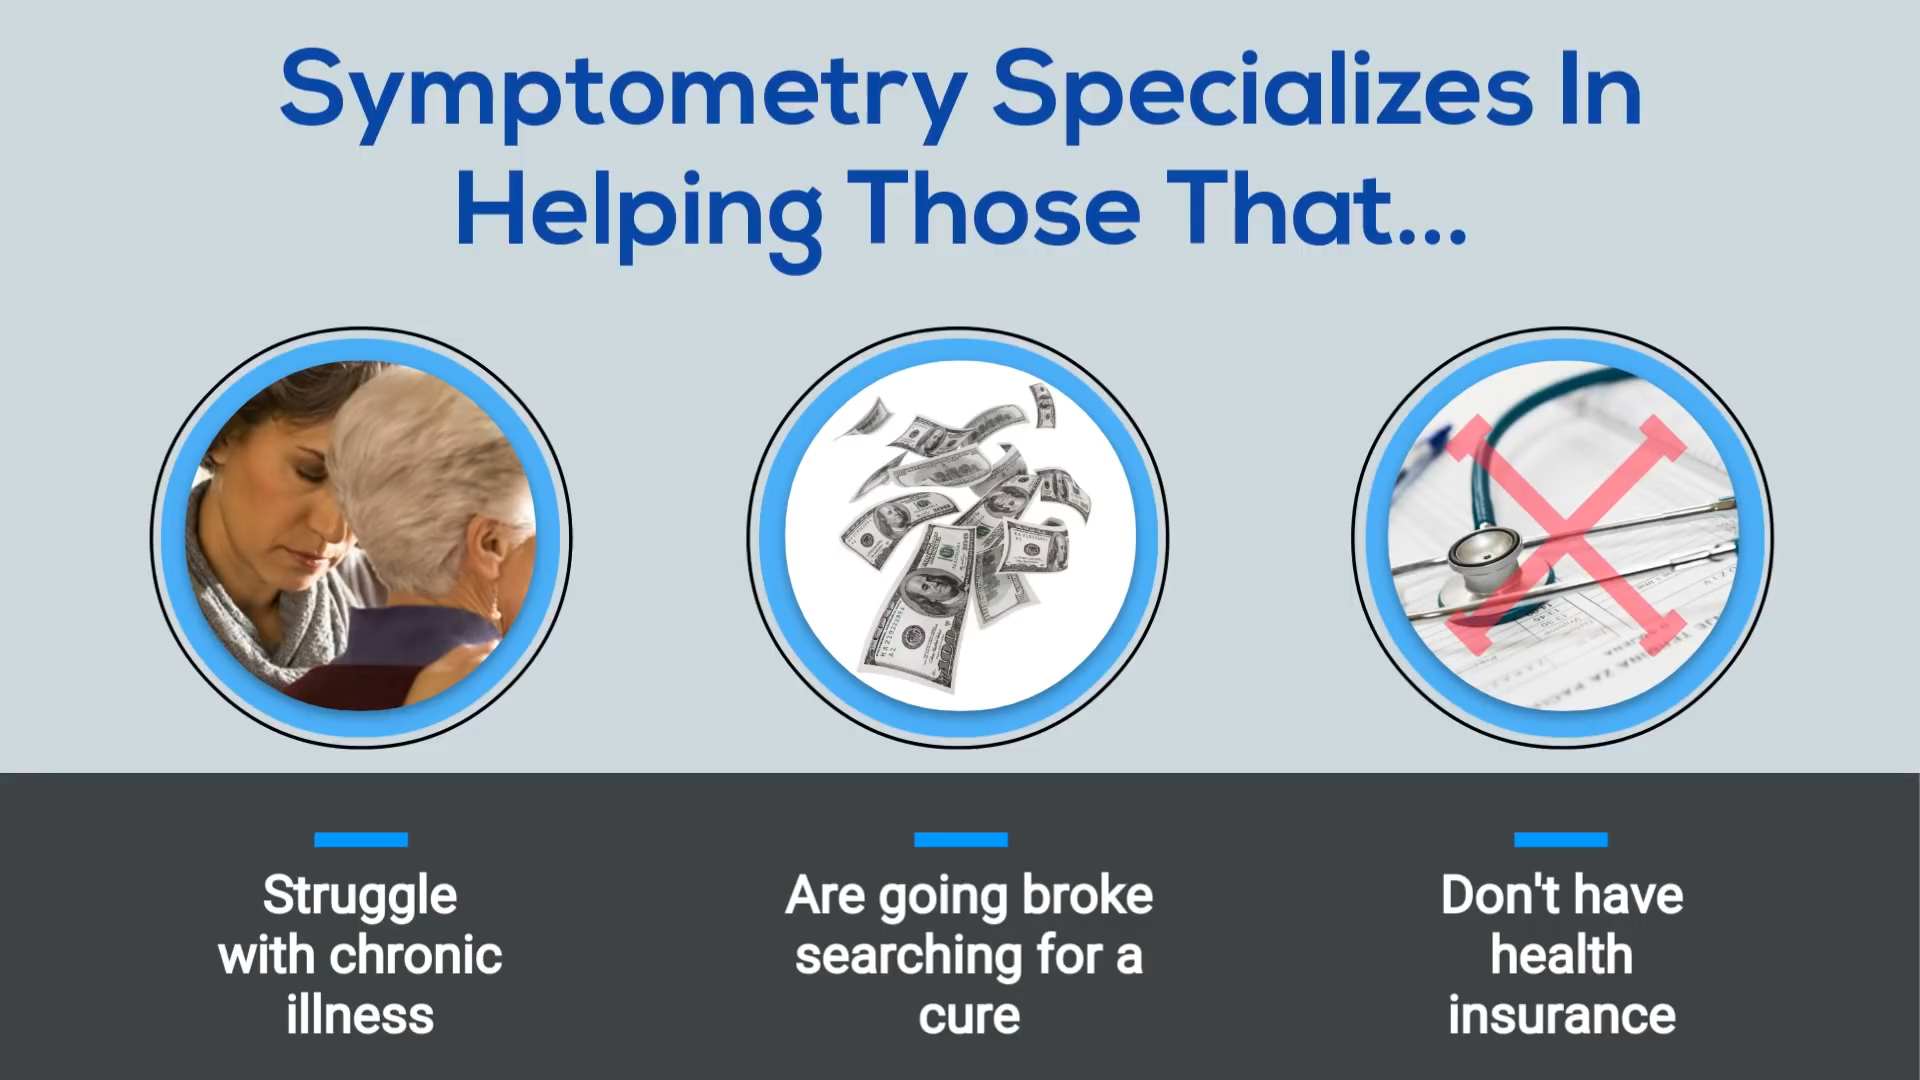 Symptometry Specializes In
Helping Those That...
Struggle
with chronic
illness
Are going broke
searching for a
cure
Don't have
health
insurance